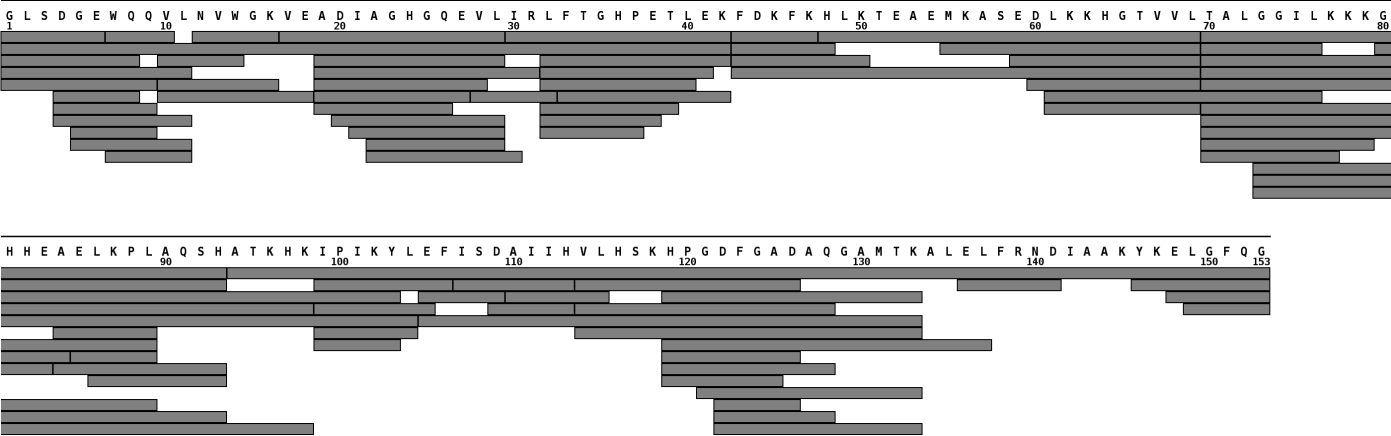 G L S D G E W Q Q V L N V W G K V E A D I A G H G Q E V L I R L F T G H P E T L E K F D K F K H L K T E A E M K A S E D L K K H G T V V L T A L G G I L K K K G
1 10 20 30 40 50 60 70 80
H H E A E L K P L A Q S H A T K H K I P I K Y L E F I S D A I I H V L H S K H P G D F G A D A Q G A M T K A L E L F R N D I A A K Y K E L G F Q G
90 100 110 120 130 140 150 153